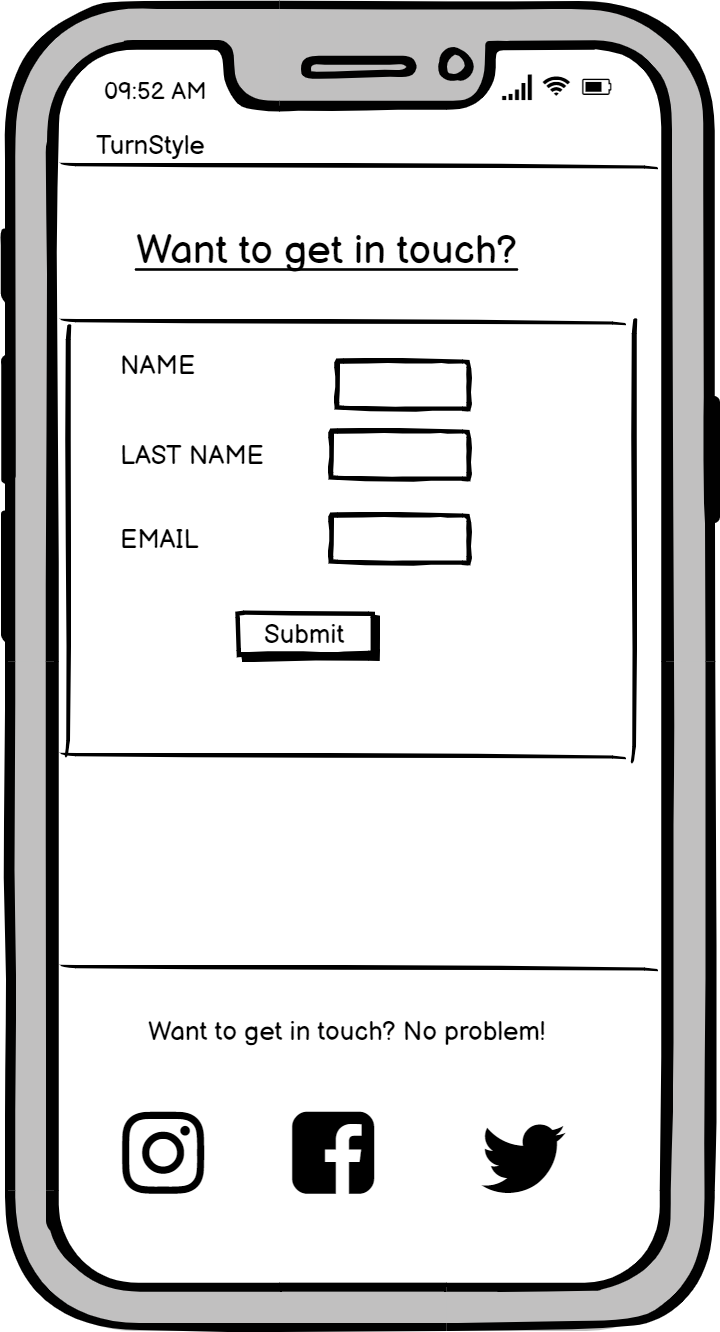 09:52 AM
TurnStyle
Want to get in touch?
NAME
LAST NAME
EMAIL
Submit
Want to get in touch? No problem!